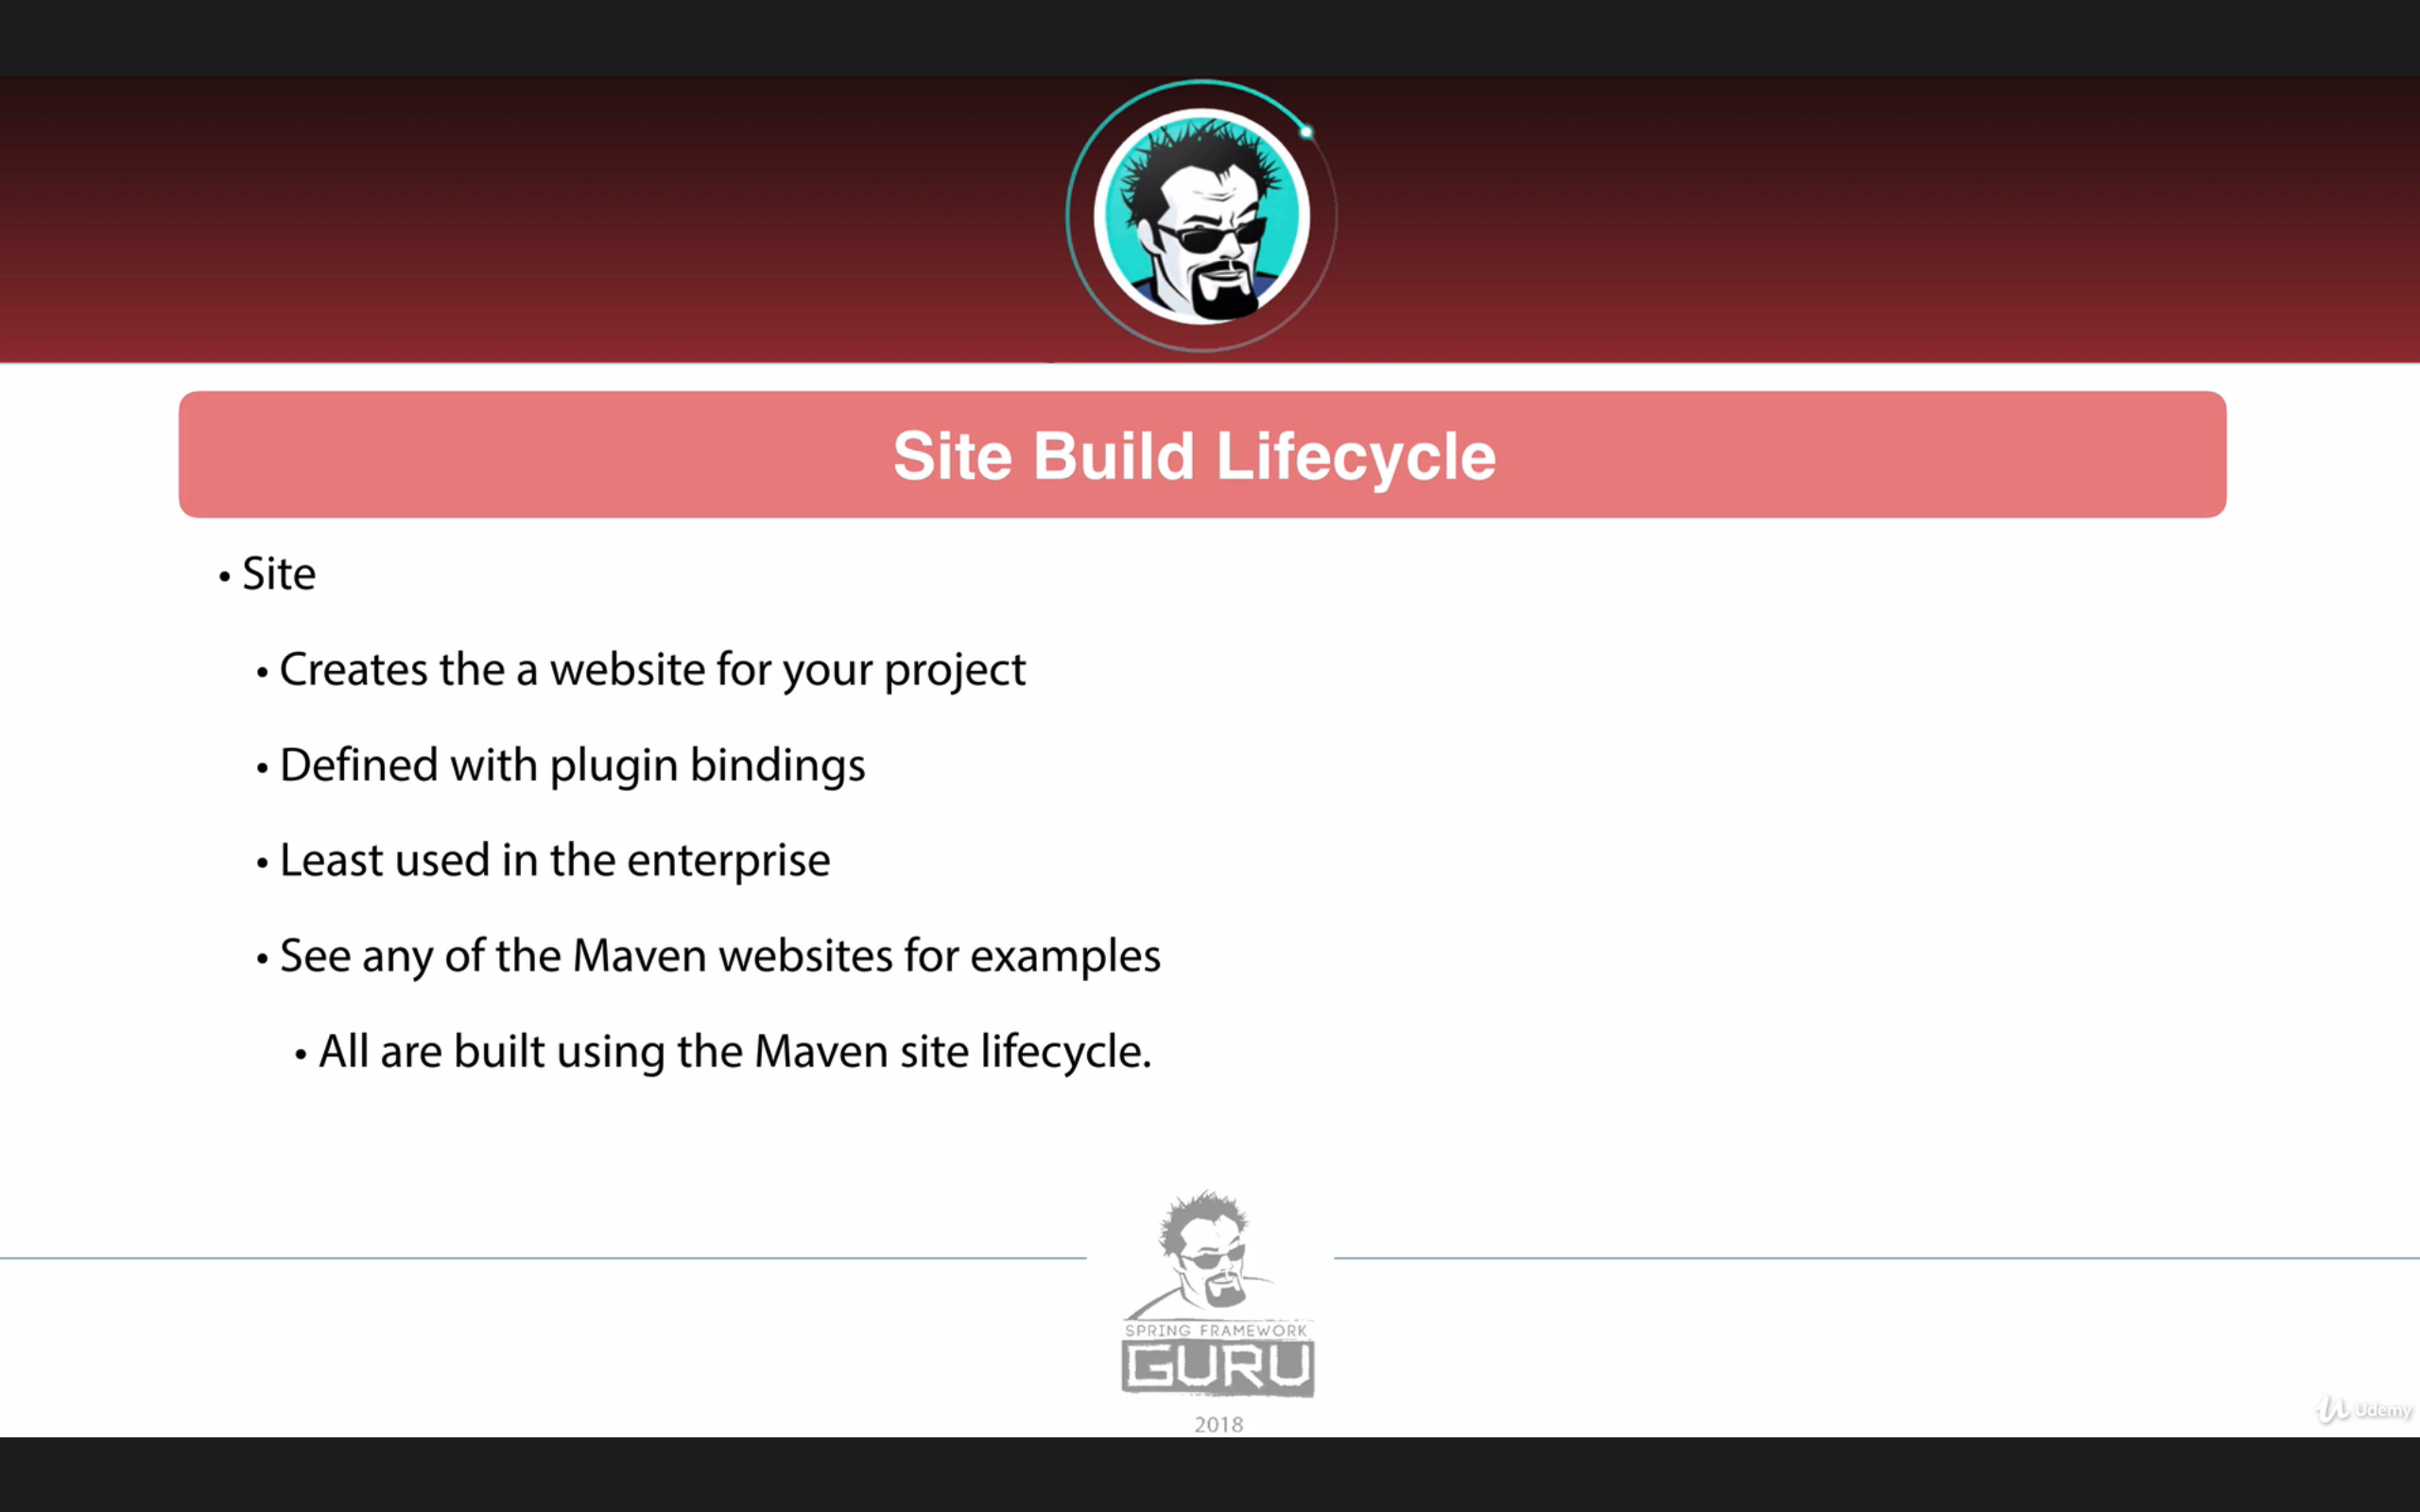 Site Build Lifecycle
• Site
• Creates the a website for your project
• Defined with plugin bindings
• Least used in the enterprise
• See any of the Maven websites for examples
• All are built using the Maven site lifecycle.
SPRING FRAMEWORK
GURU
2018
Udemy